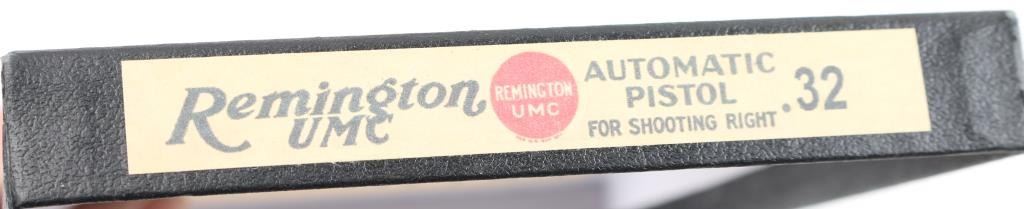 Remington
UMC
REMINGTON
UMC
AUTOMATIC
PISTOL
FOR SHOOTING RIGHT
.32